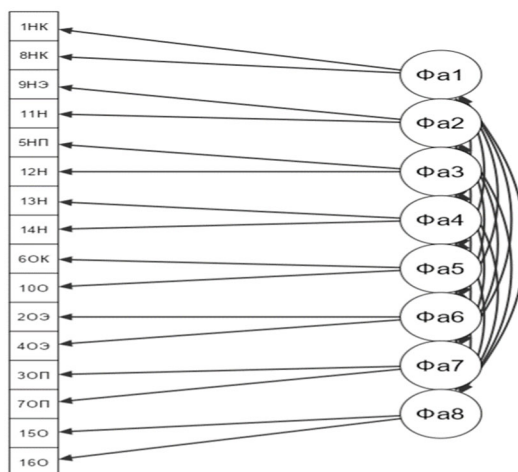 1НК
8НК
9НЭ
11Н
5НП
12Н
13Н
14Н
6ОК
10О
2ОЭ
4ОЭ
3ОП
7ОП
15О
16О
Фа1
Фа2
Фа3
Фа4
Фа5
Фа6
Фа7
Фа8